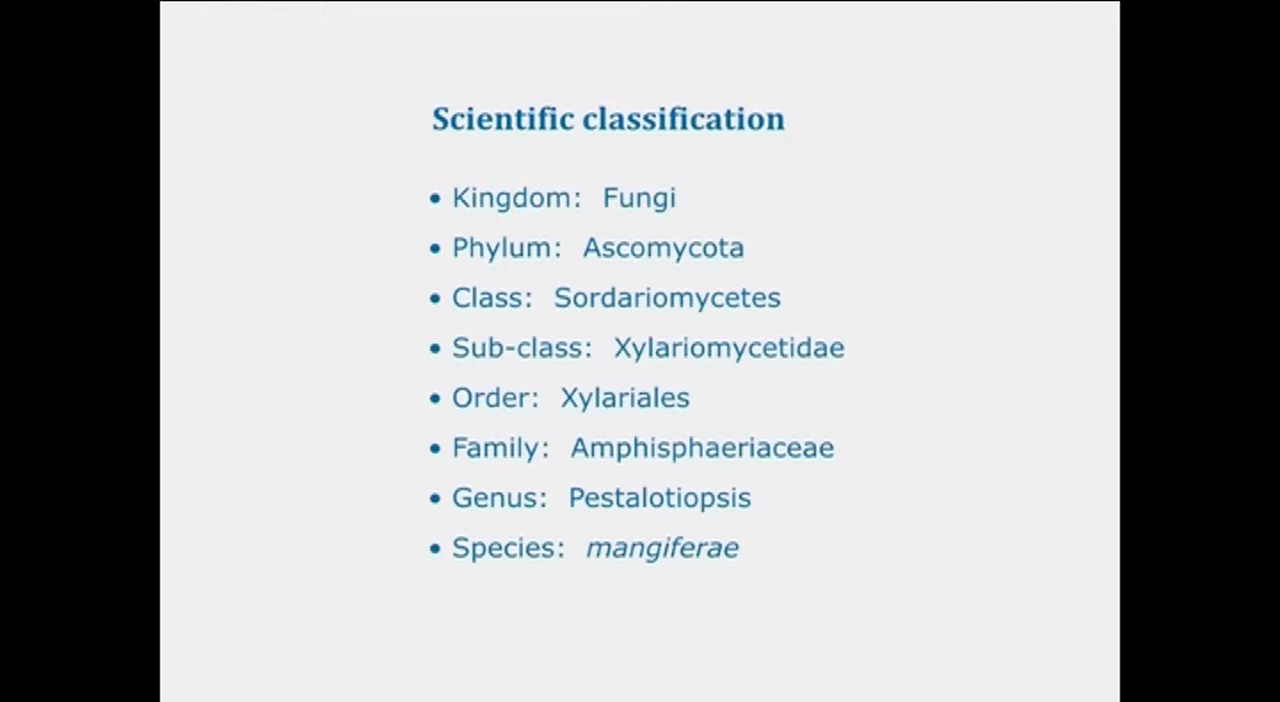 Scientific classification
• Kingdom: Fungi
• Phylum: Ascomycota
• Class: Sordariomycetes
• Sub-class: Xylariomycetidae
• Order: Xylariales
• Family: Amphisphaeriaceae
• Genus: Pestalotiopsis
• Species: mangiferae